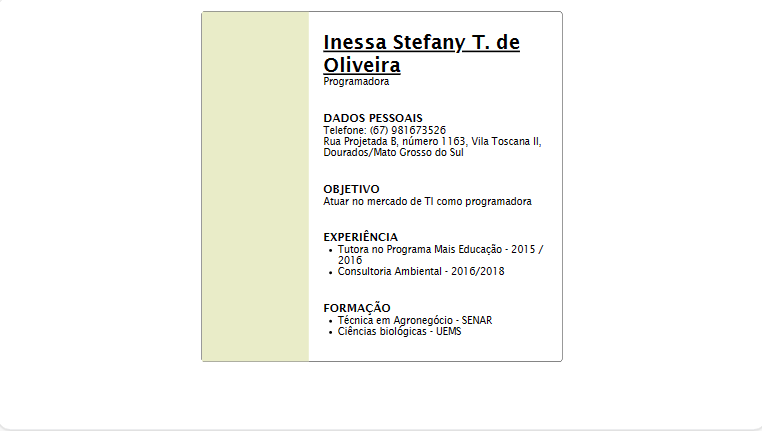 Inessa Stefany T. de
Oliveira
Programadora
DADOS PESSOAIS
Telefone: (67) 981673526
Rua Projetada B, número 1163, Vila Toscana II,
Dourados/Mato Grosso do Sul
OBJETIVO
Atuar no mercado de TI como programadora
EXPERIÊNCIA
• Tutora no Programa Mais Educação - 2015 /
2016
• Consultoria Ambiental - 2016/2018
FORMAÇÃO
• Técnica em Agronegócio - SENAR
• Ciências biológicas - UEMS